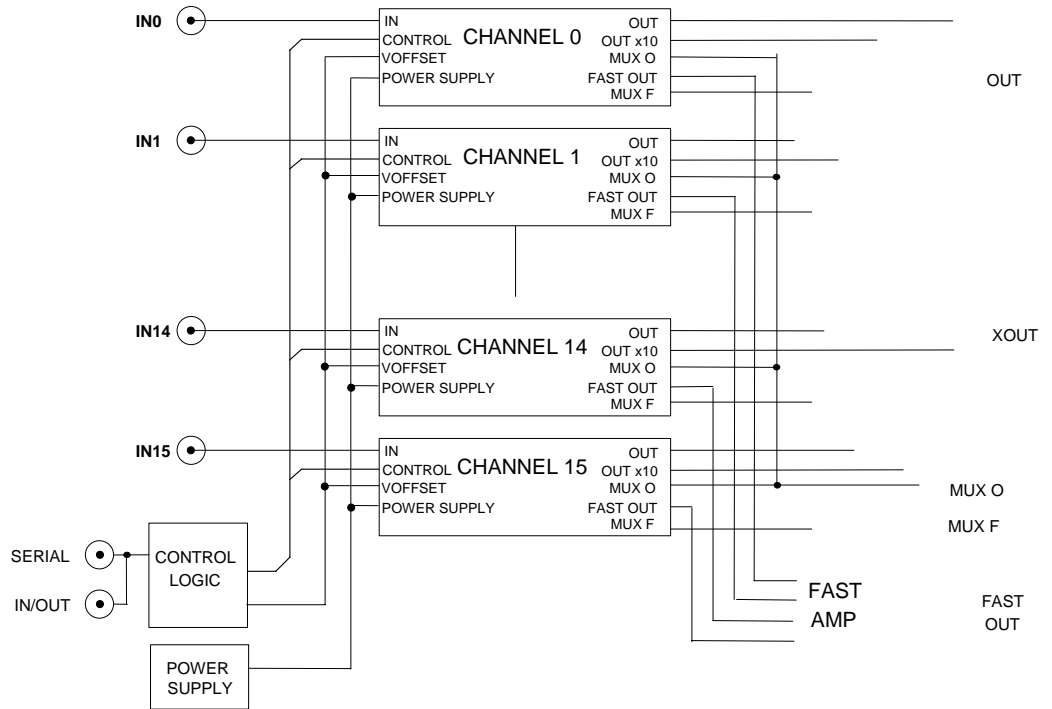 IN0
IN
CONTROL
VOFFSET
POWER SUPPLY
CHANNEL 0
OUT
OUT x10
MUX O
FAST OUT
MUX F
OUT
IN1
IN
CONTROL
VOFFSET
POWER SUPPLY
CHANNEL 1
OUT
OUT x10
MUX O
FAST OUT
MUX F
IN14
IN
CONTROL
VOFFSET
POWER SUPPLY
CHANNEL 14
OUT
OUT x10
MUX O
FAST OUT
MUX F
XOUT
IN15
IN
CONTROL
VOFFSET
POWER SUPPLY
CHANNEL 15
OUT
OUT x10
MUX O
FAST OUT
MUX F
MUX O
MUX F
SERIAL
IN/OUT
CONTROL
LOGIC
POWER
SUPPLY
FAST
AMP
FAST
OUT